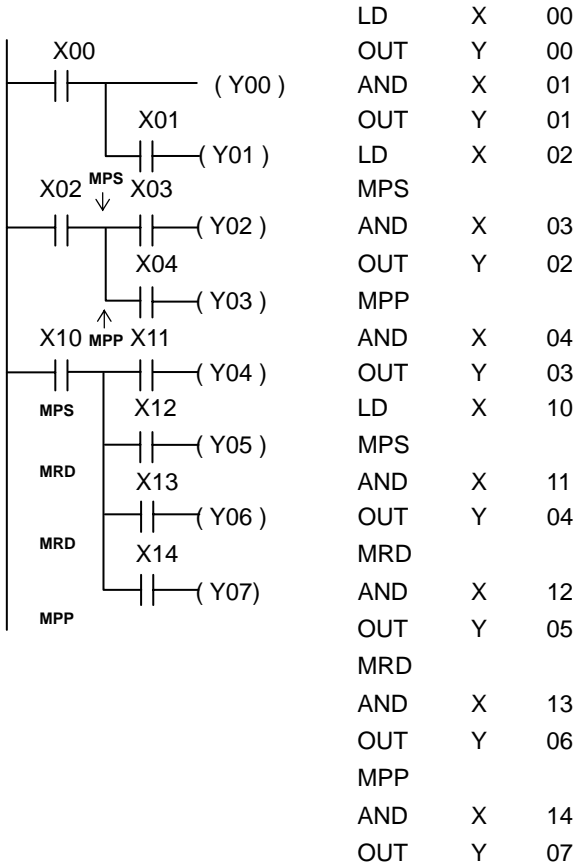 X00
( Y00 )
X01
( Y01 )
X02 MPS X03
( Y02 )
X04
( Y03 )
X10 MPP X11
( Y04 )
MPS X12
( Y05 )
MRD X13
( Y06 )
MRD X14
( Y07)
MPP
LD X 00
OUT Y 00
AND X 01
OUT Y 01
LD X 02
MPS
AND X 03
OUT Y 02
MPP
AND X 04
OUT Y 03
LD X 10
MPS
AND X 11
OUT Y 04
MRD
AND X 12
OUT Y 05
MRD
AND X 13
OUT Y 06
MPP
AND X 14
OUT Y 07